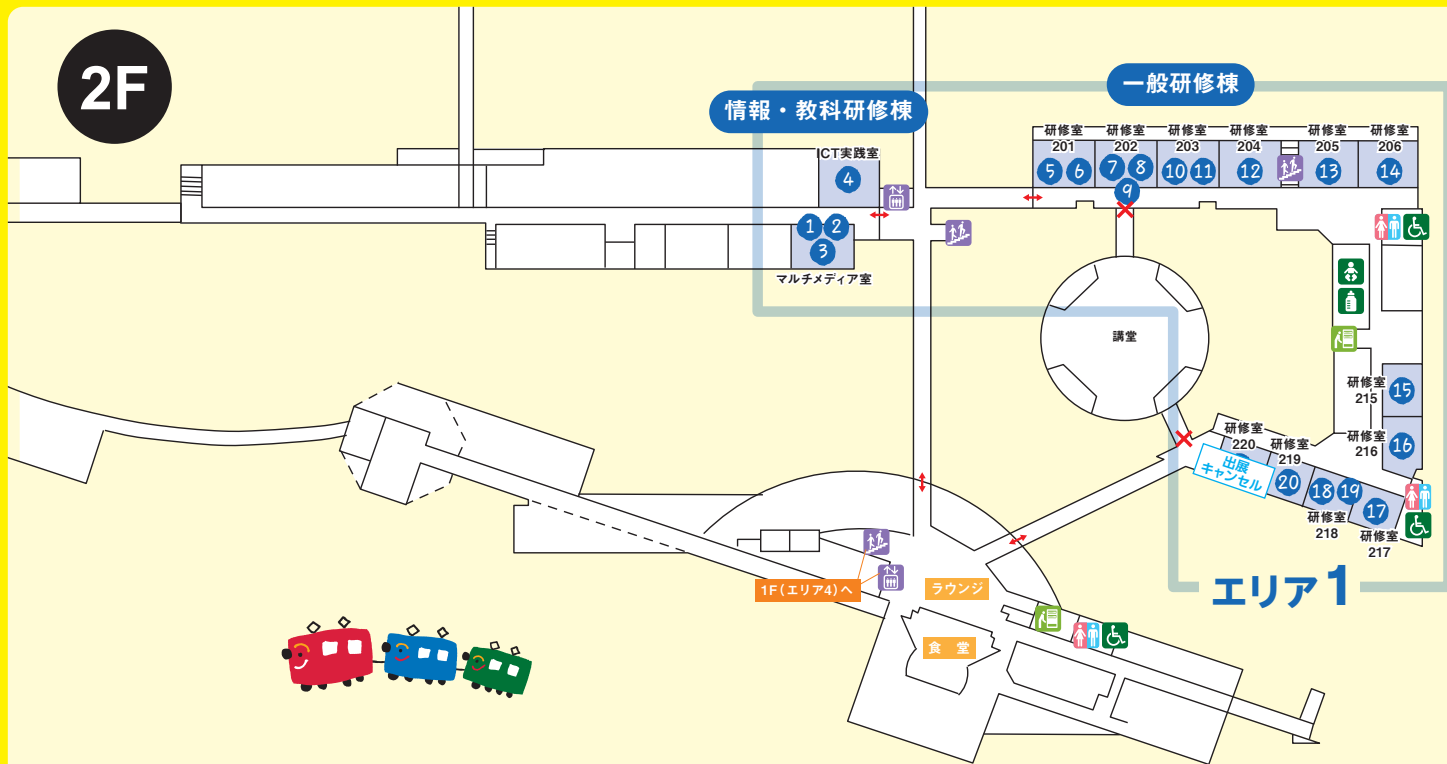 2F
情報・教科研修棟
一般研修棟
ICT実践室
4
1
2
3
マルチメディア室
研修室
201
5
6
研修室
202
7
8
9
研修室
203
10
11
研修室
204
12
研修室
205
13
研修室
206
14
講堂
研修室
215
15
研修室
216
16
研修室
220
出展
キャンセル
研修室
219
20
18
19
研修室
218
17
研修室
217
エリア1
1F(エリア4)へ
ラウンジ
食 堂